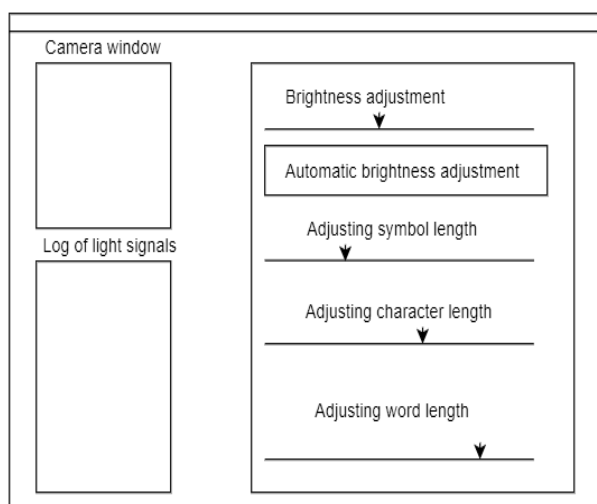 Camera window
Log of light signals
Brightness adjustment
Automatic brightness adjustment
Adjusting symbol length
Adjusting character length
Adjusting word length